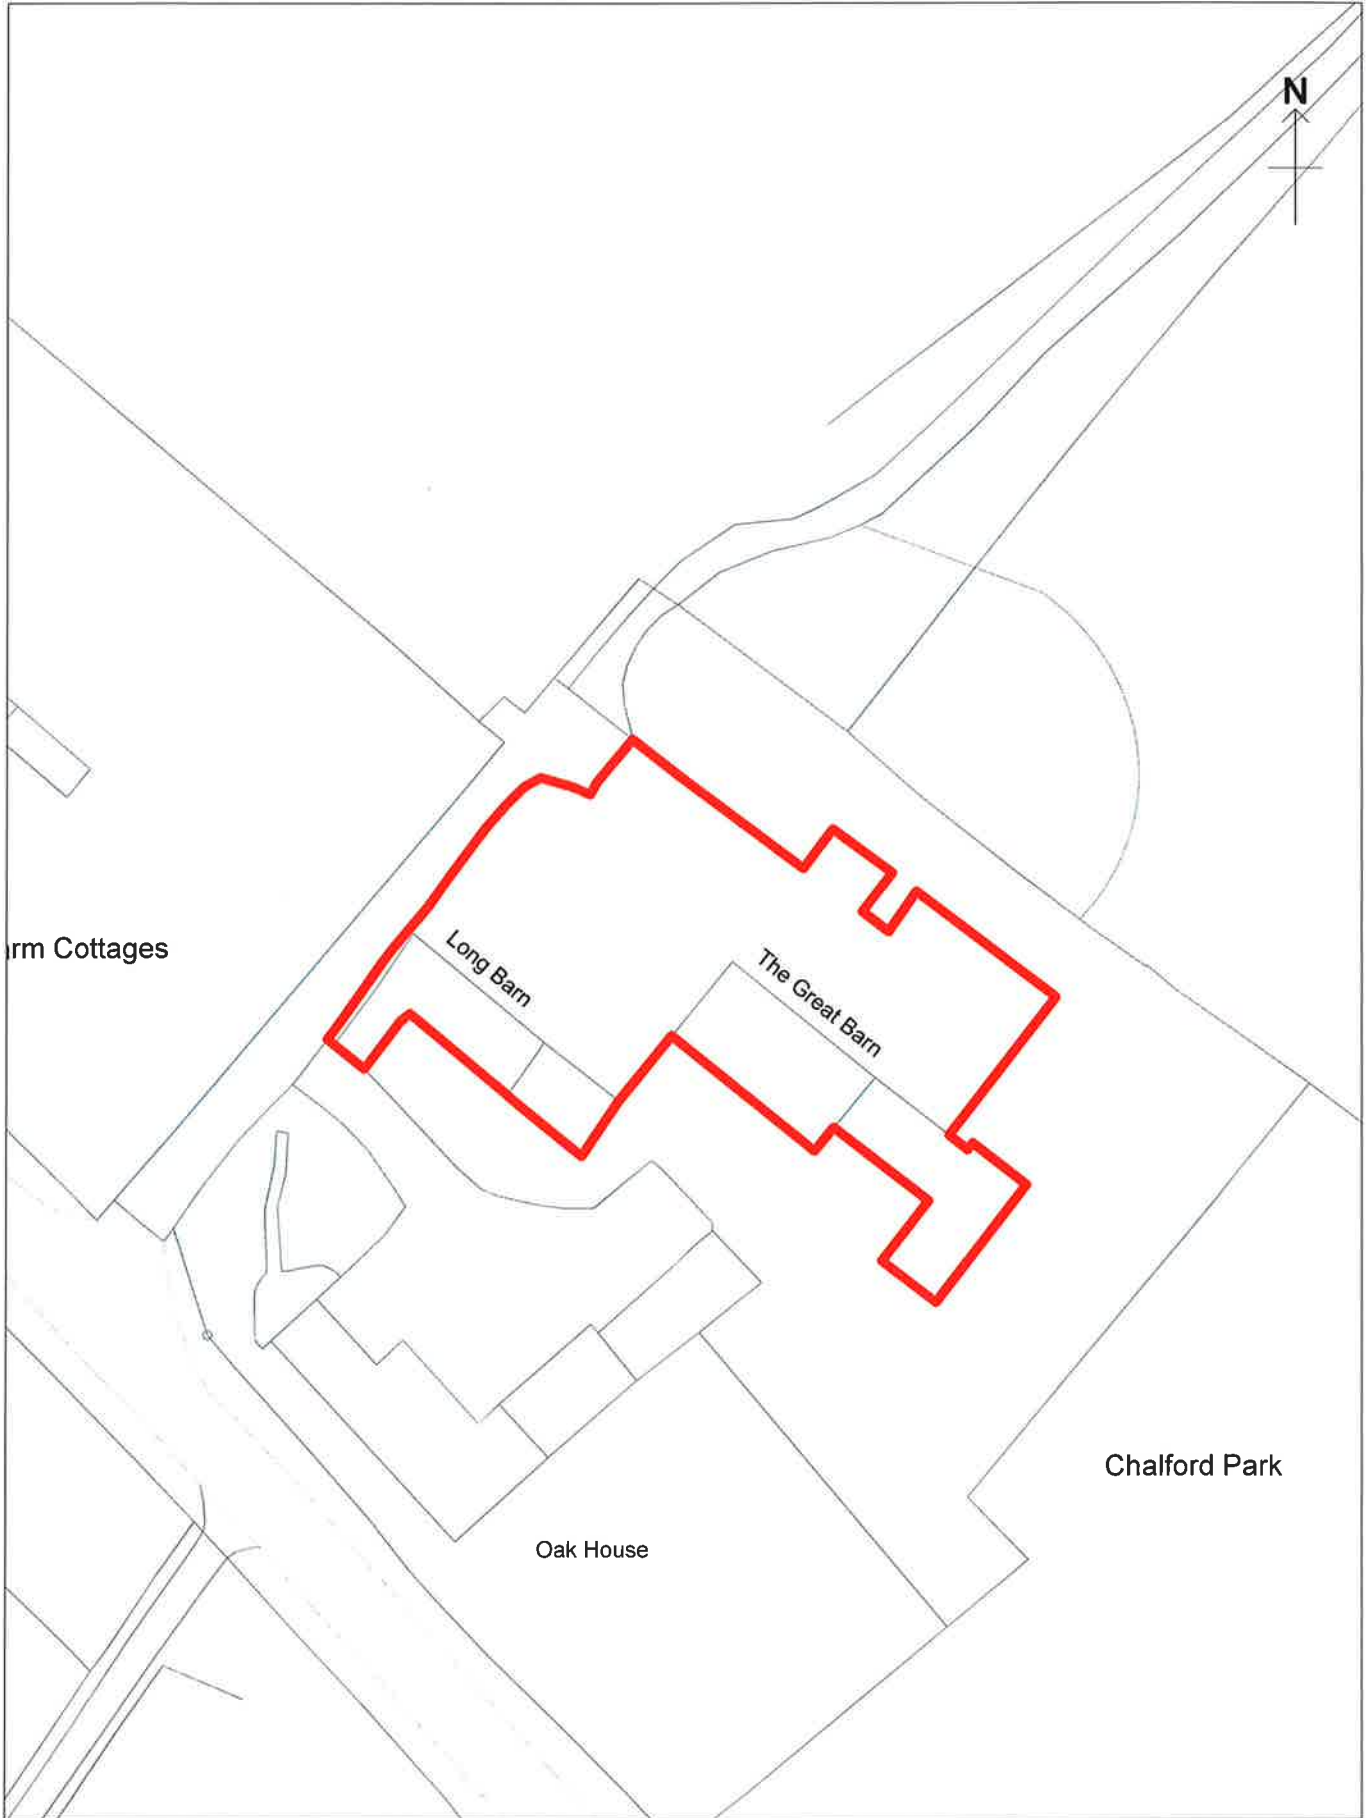 N
Long Barn
The Great Barn
rm Cottages
Chalford Park
Oak House